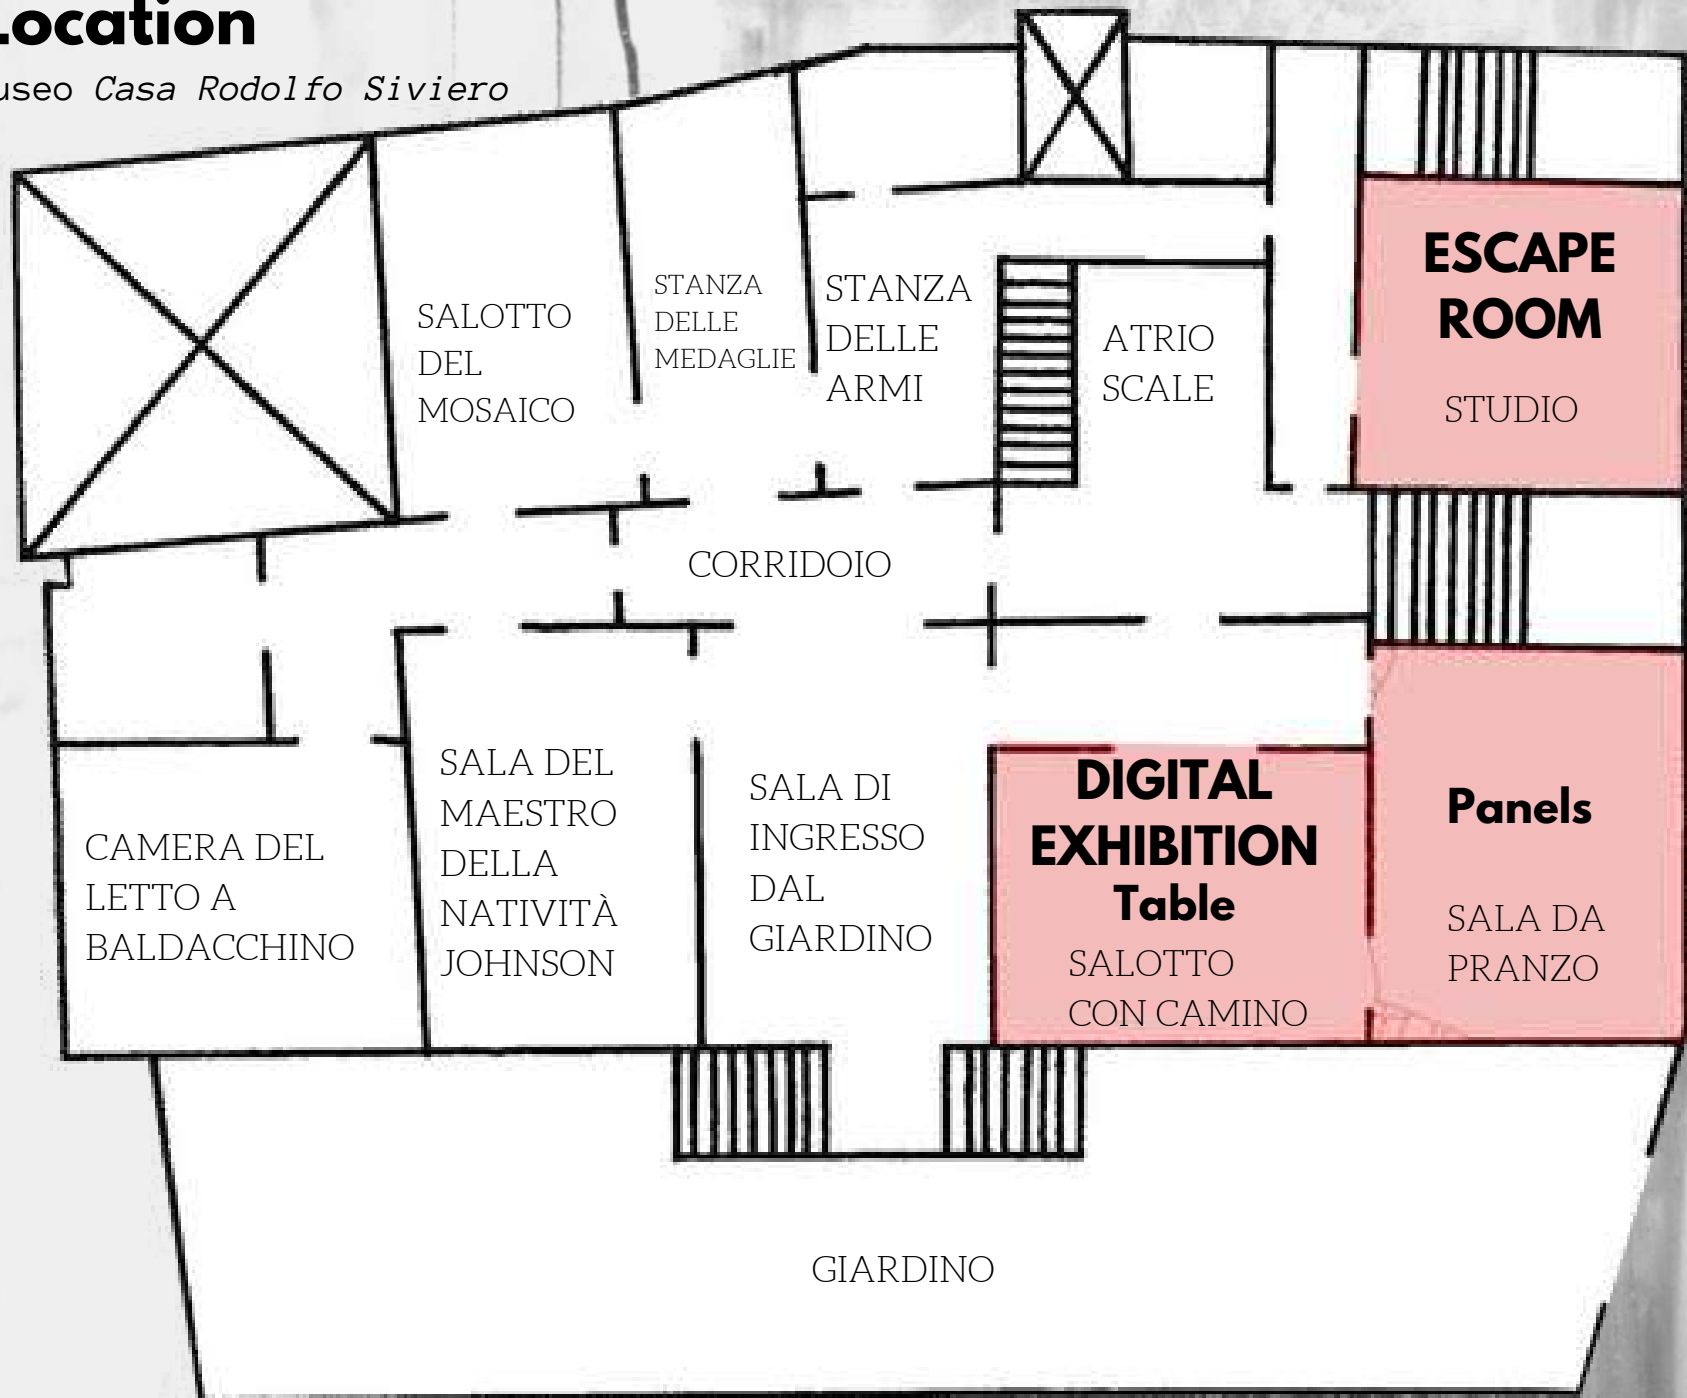 Location
useo Casa Rodolfo Siviero
ESCAPE
ROOM
STUDIO
SALOTTO
DEL
MOSAICO
STANZA
DELLE
MEDAGLIE
STANZA
DELLE
ARMI
ATRIO
SCALE
CORRIDOIO
CAMERA DEL
LETTO A
BALDACCHINO
SALA DEL
MAESTRO
DELLA
NATIVITÀ
JOHNSON
SALA DI
INGRESSO
DAL
GIARDINO
DIGITAL
EXHIBITION
Table
SALOTTO
CON CAMINO
Panels
SALA DA
PRANZO
GIARDINO